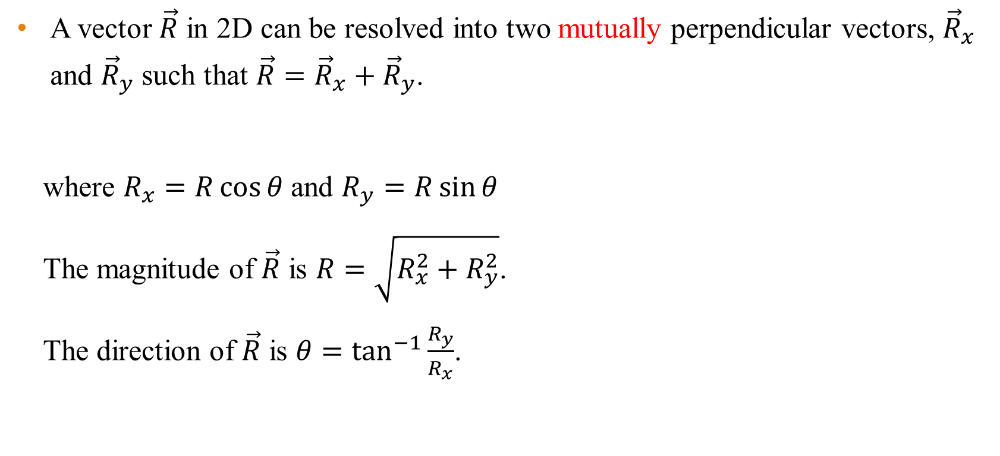 • A vector $\vec{R}$ in 2D can be resolved into two mutually perpendicular vectors, $\vec{R}_x$
and $\vec{R}_y$ such that $\vec{R} = \vec{R}_x + \vec{R}_y$.
where $R_x = R \cos \theta$ and $R_y = R \sin \theta$
The magnitude of $\vec{R}$ is $R = \sqrt{R_x^2 + R_y^2}$.
The direction of $\vec{R}$ is $\theta = \tan^{-1} \frac{R_y}{R_x}$.